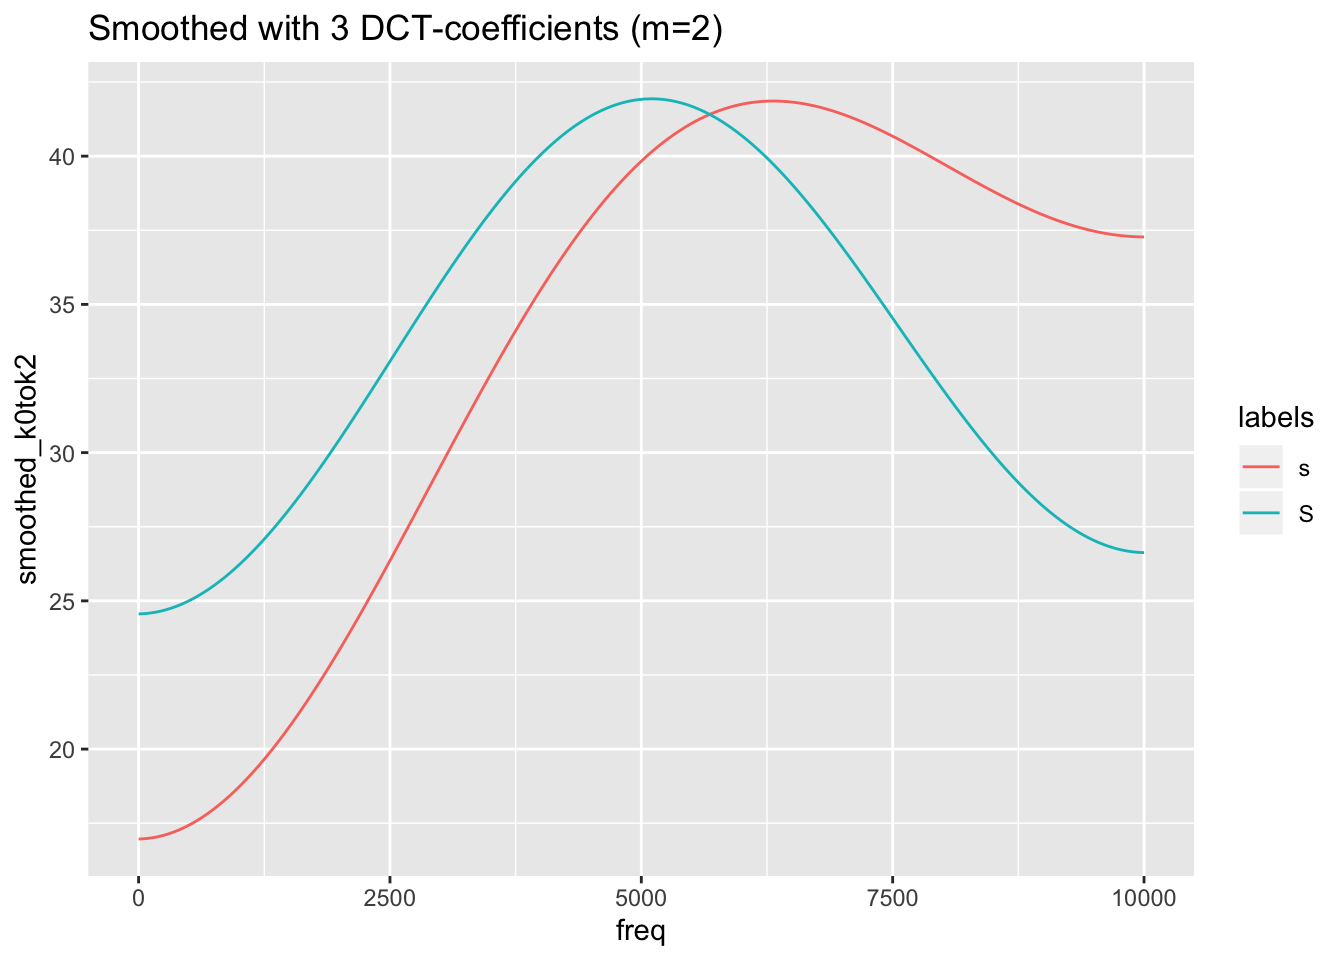 Smoothed with 3 DCT-coefficients (m=2)
smoothed_k0tok2
40
35
30
25
20
0 2500 5000 7500 10000
freq
labels
s
S